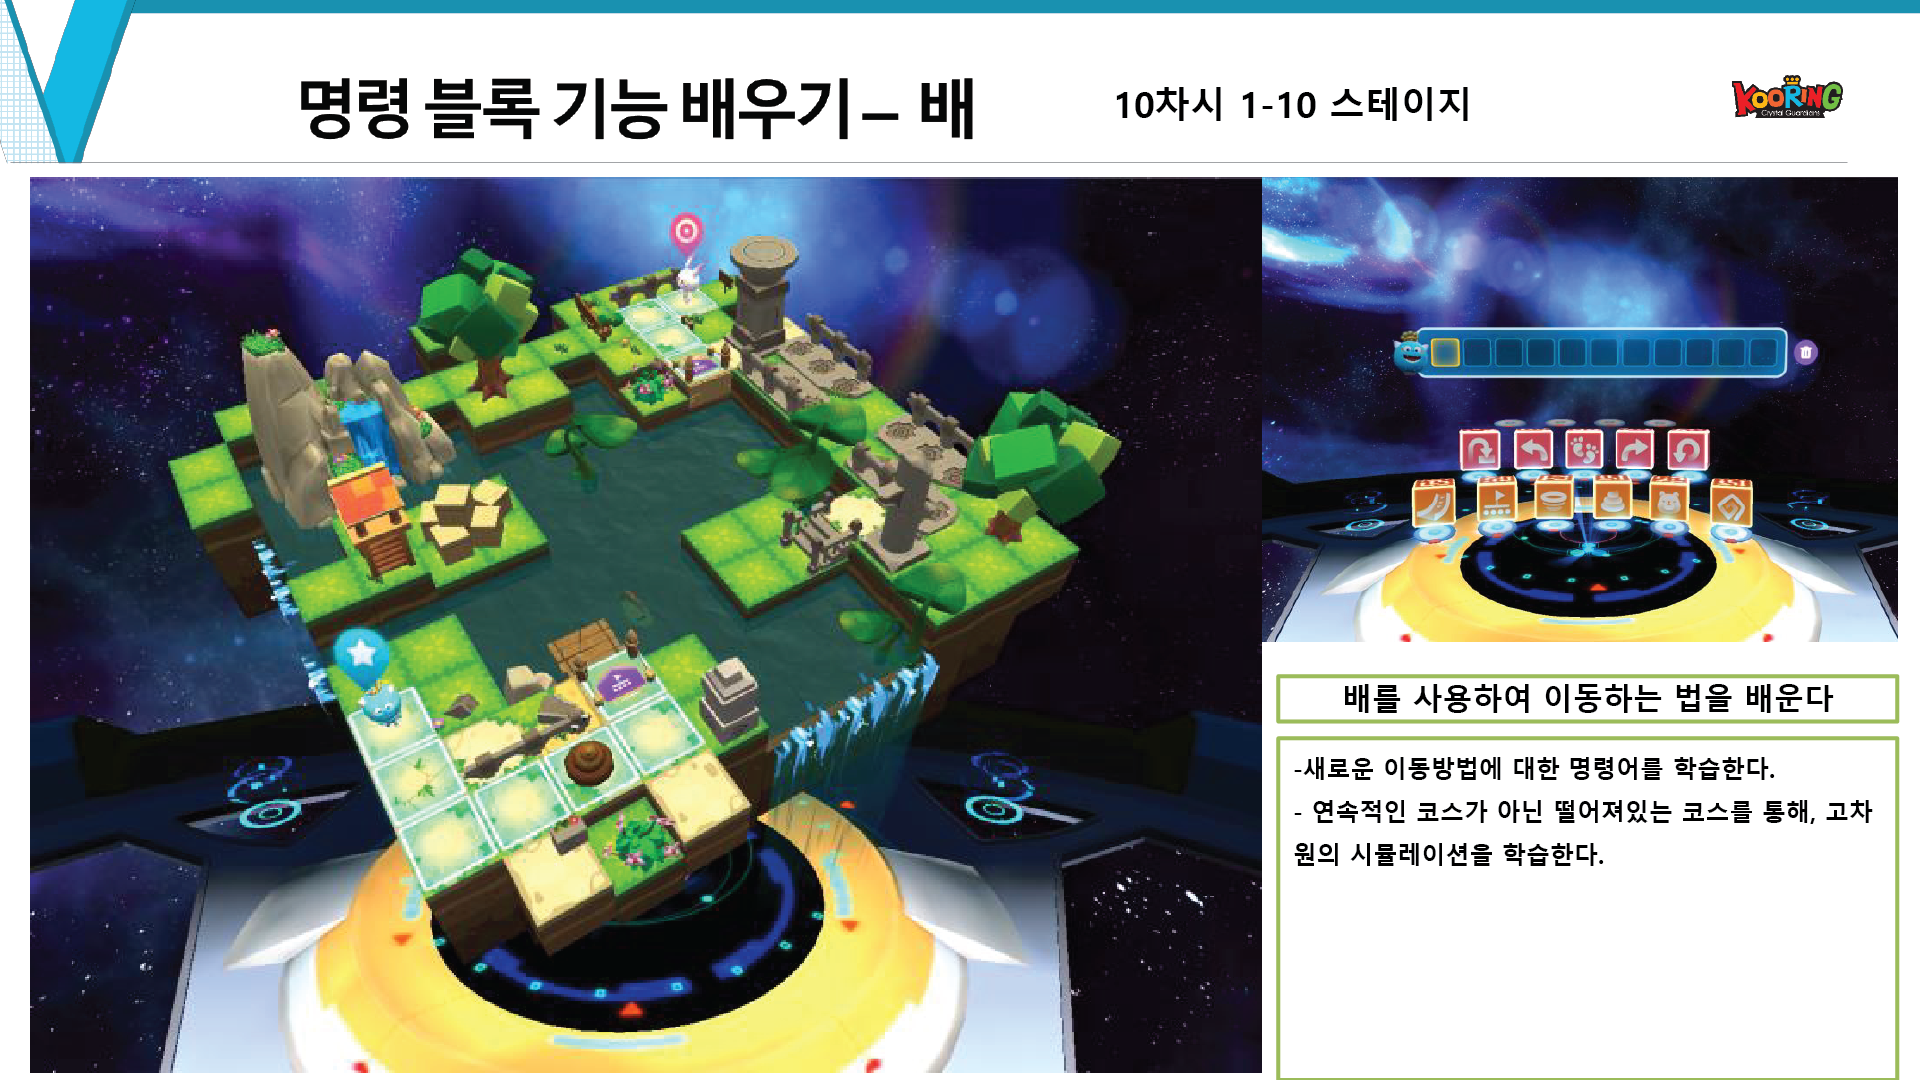 명령 블록 기능 배우기 – 배
10차시 1-10 스테이지
KOORING
Crystal Guardians
배를 사용하여 이동하는 법을 배운다
-새로운 이동방법에 대한 명령어를 학습한다.
- 연속적인 코스가 아닌 떨어져있는 코스를 통해, 고차
원의 시뮬레이션을 학습한다.